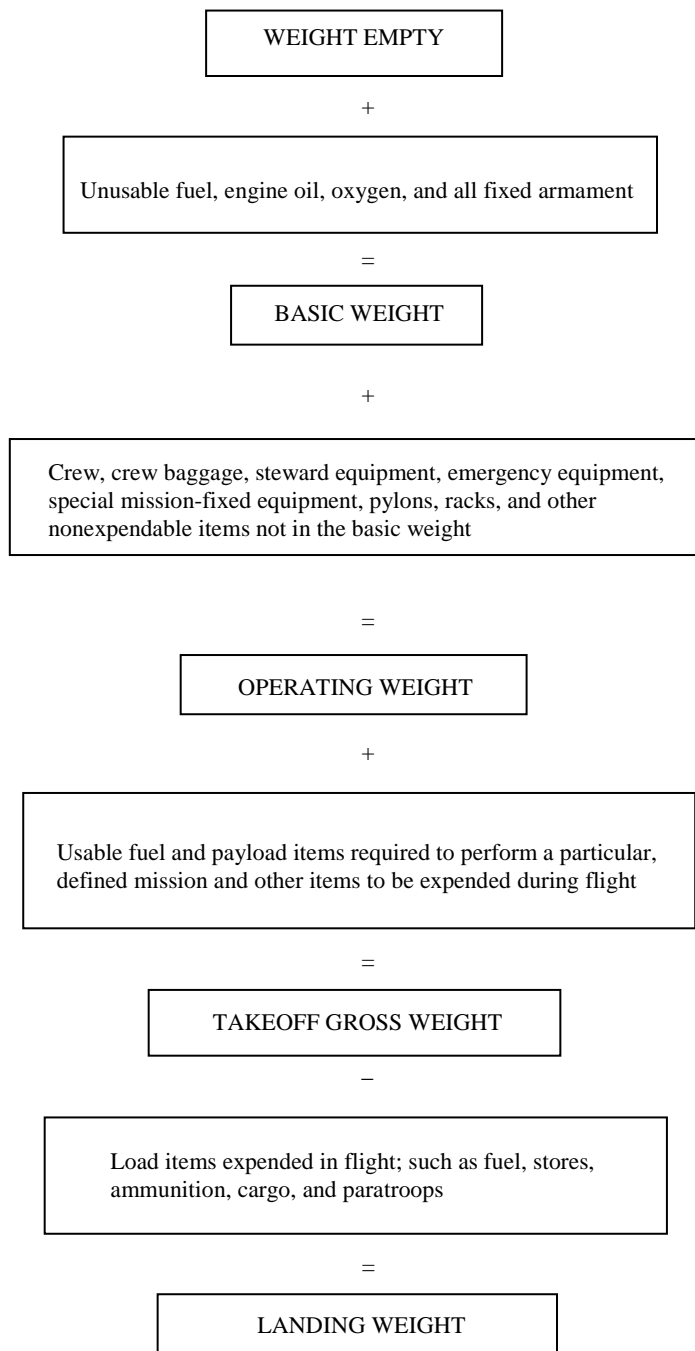 WEIGHT EMPTY
+
Unusable fuel, engine oil, oxygen, and all fixed armament
=
BASIC WEIGHT
+
Crew, crew baggage, steward equipment, emergency equipment,
special mission-fixed equipment, pylons, racks, and other
nonexpendable items not in the basic weight
=
OPERATING WEIGHT
+
Usable fuel and payload items required to perform a particular,
defined mission and other items to be expended during flight
=
TAKEOFF GROSS WEIGHT
–
Load items expended in flight; such as fuel, stores,
ammunition, cargo, and paratroops
=
LANDING WEIGHT